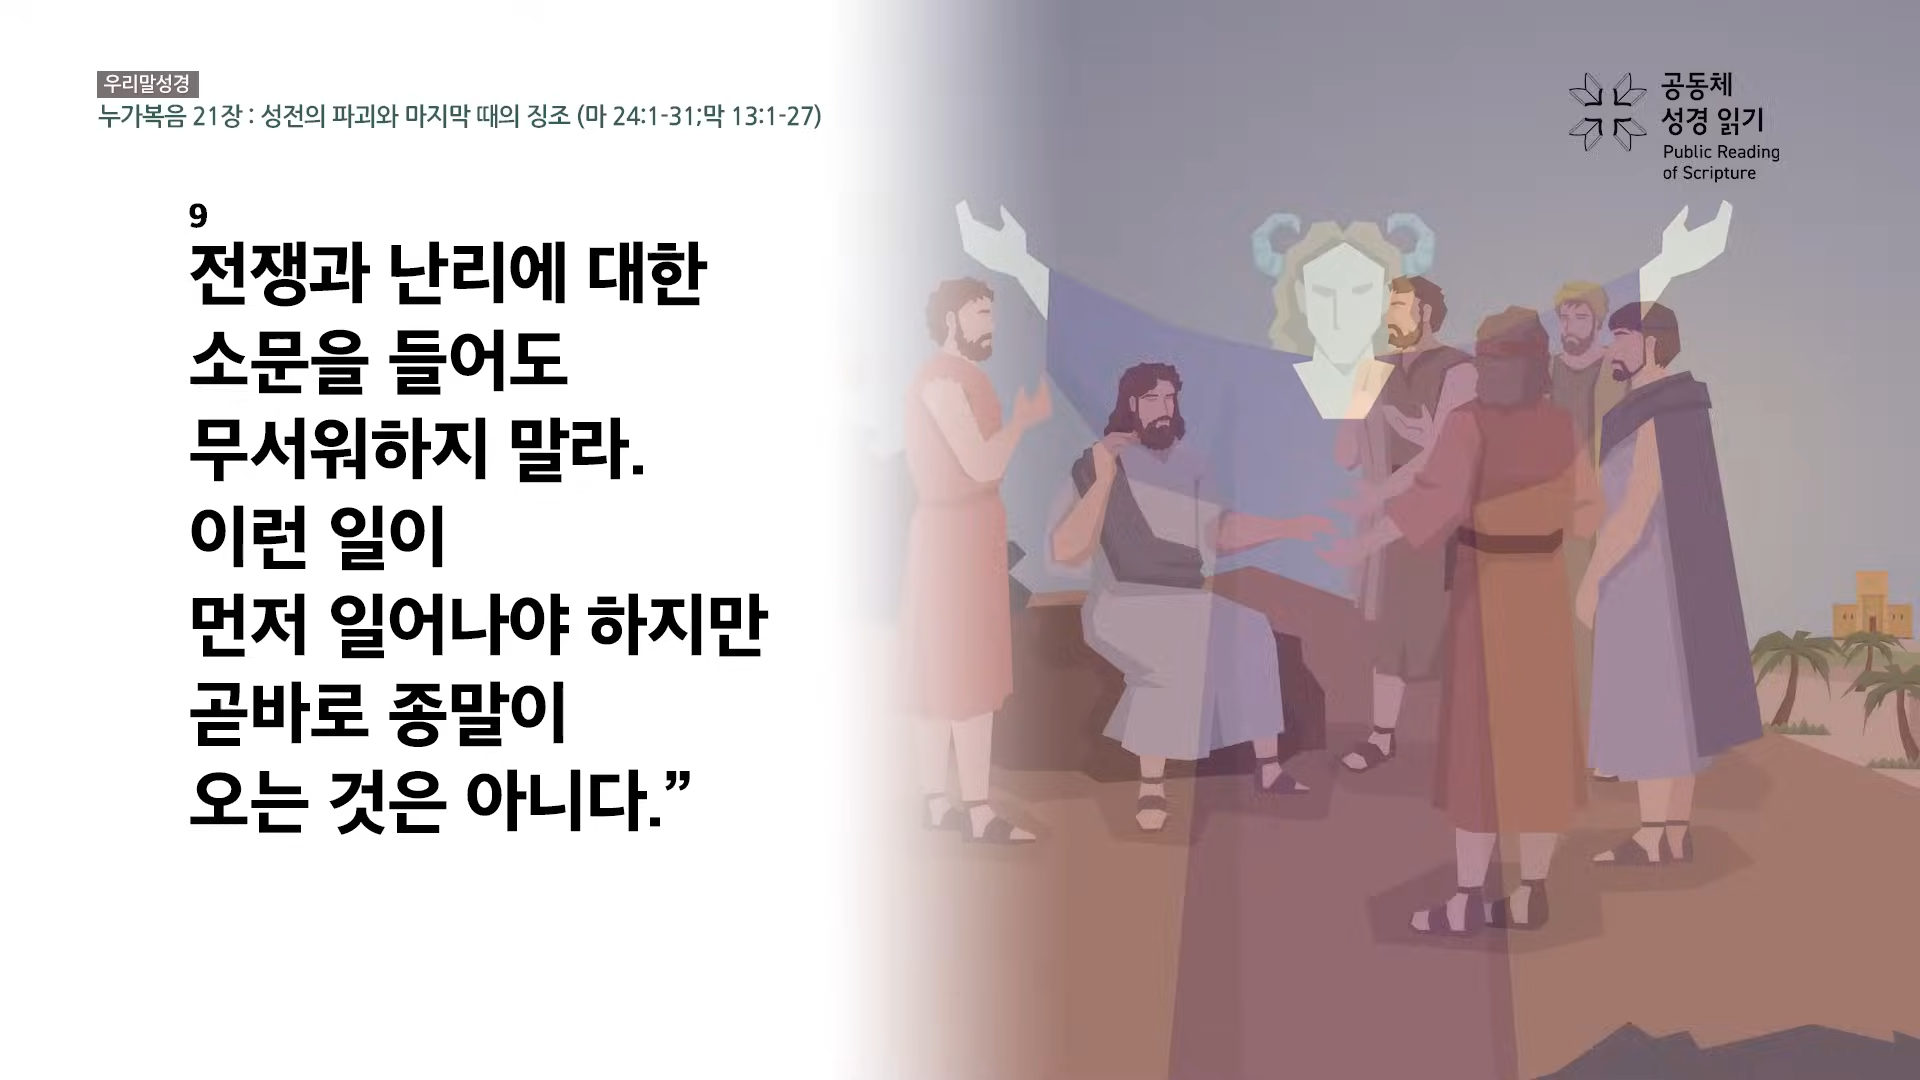 우리말성경
누가복음 21장 : 성전의 파괴와 마지막 때의 징조 (마 24:1-31;막 13:1-27)
공동체
성경 읽기
Public Reading
of Scripture
9
전쟁과 난리에 대한
소문을 들어도
무서워하지 말라.
이런 일이
먼저 일어나야 하지만
곧바로 종말이
오는 것은 아니다.”